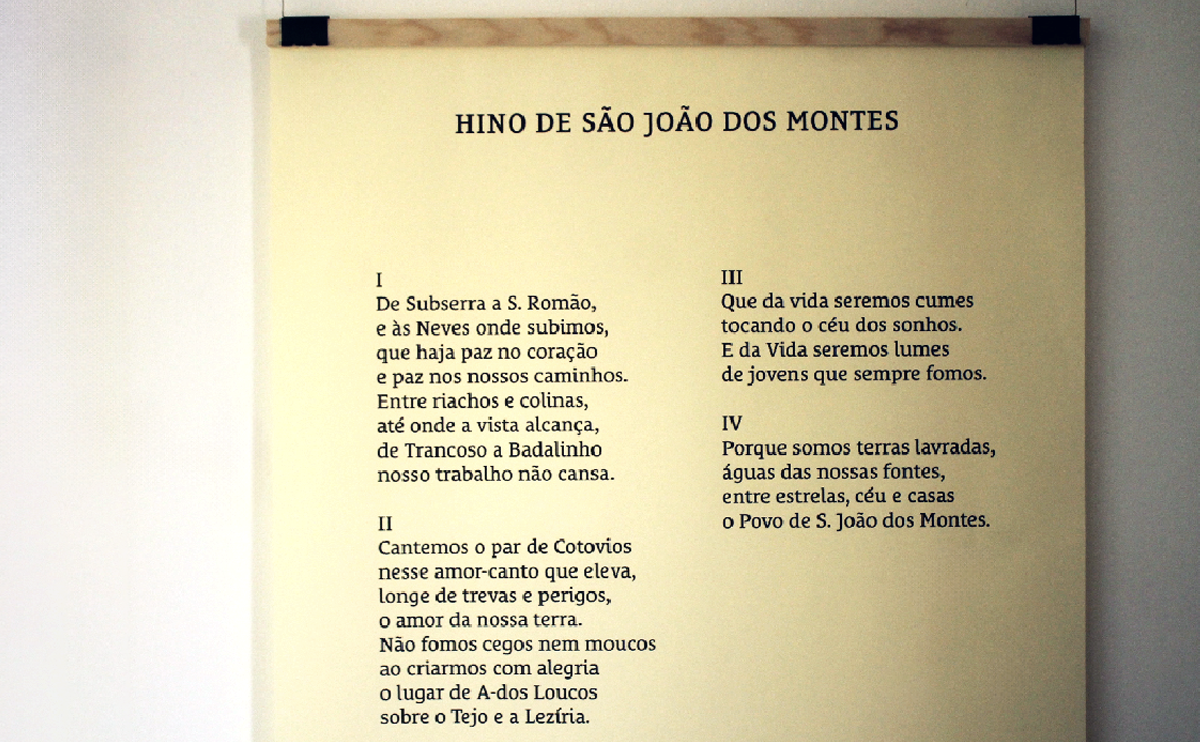 HINO DE SÃO JOÃO DOS MONTES
I
De Subserra a S. Romão,
e às Neves onde subimos,
que haja paz no coração
e paz nos nossos caminhos.
Entre riachos e colinas,
até onde a vista alcança,
de Trancoso a Badalinho
nosso trabalho não cansa.
II
Cantemos o par de Cotovios
nesse amor-canto que eleva,
longe de trevas e perigos,
o amor da nossa terra.
Não fomos cegos nem moucos
ao criarmos com alegria
o lugar de A-dos Loucos
sobre o Tejo e a Lezíria.
III
Que da vida seremos cumes
tocando o céu dos sonhos.
E da Vida seremos lumes
de jovens que sempre fomos.
IV
Porque somos terras lavradas,
águas das nossas fontes,
entre estrelas, céu e casas
o Povo de S. João dos Montes.